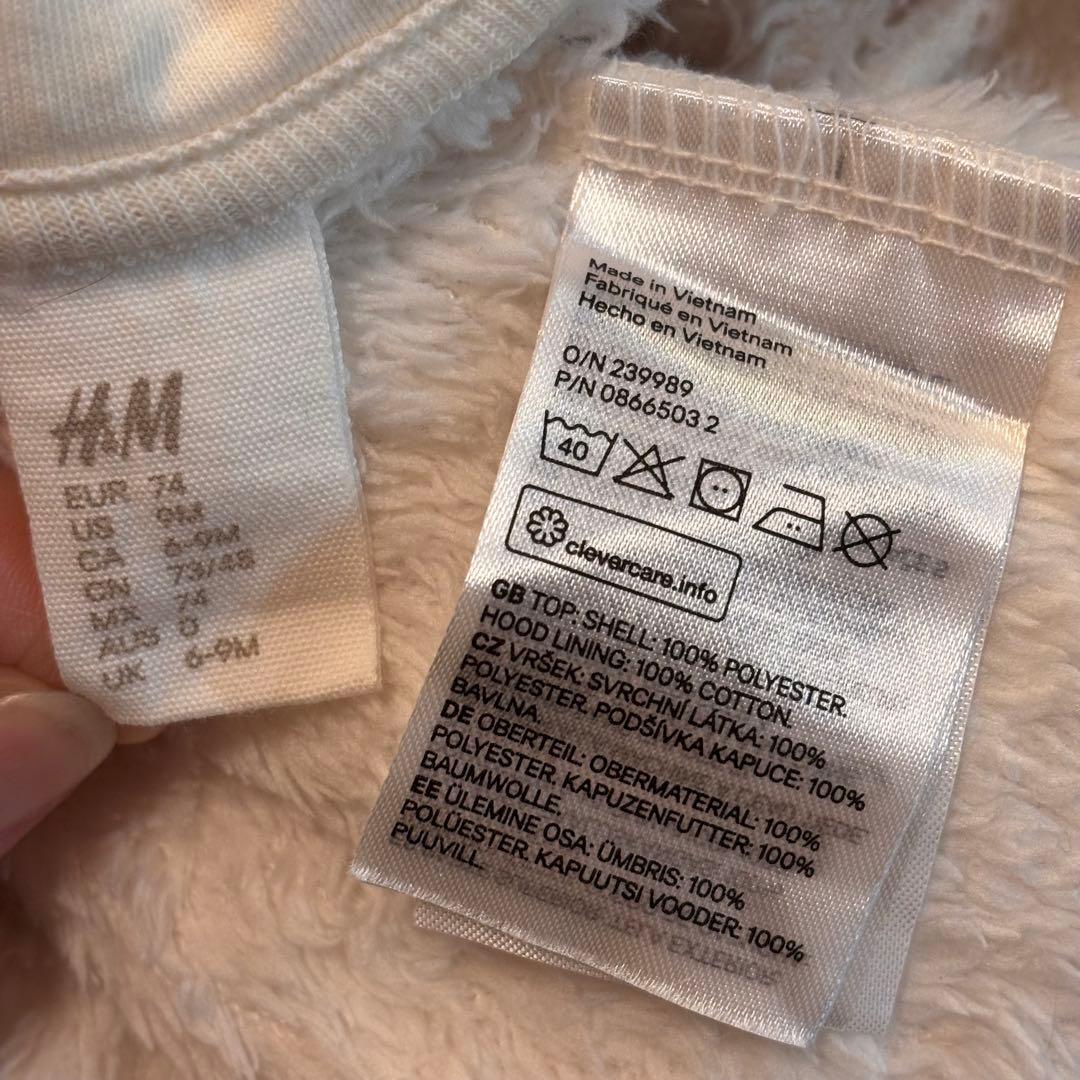 H&M
EUR 74
US 9M
CA 6-9M
CN 73/48
MX 74
AUS 0
UK 6-9M
Made in Vietnam
Fabriqué en Vietnam
Hecho en Vietnam
O/N 239989
P/N 0866503 2
40
clevercare.info
GB TOP: SHELL: 100% POLYESTER.
HOOD LINING: 100% COTTON.
CZ VRŠEK: SVRCHNÍ LÁTKA: 100%
POLYESTER. PODŠÍVKA KAPUCE: 100%
BAVLNA.
DE OBERTEIL: OBERMATERIAL: 100%
POLYESTER. KAPUZENFUTTER: 100%
BAUMWOLLE.
EE ÜLEMINE OSA: ÜMBRIS: 100%
POLÜESTER. KAPUUTSI VOODER: 100%
PUUVILL.